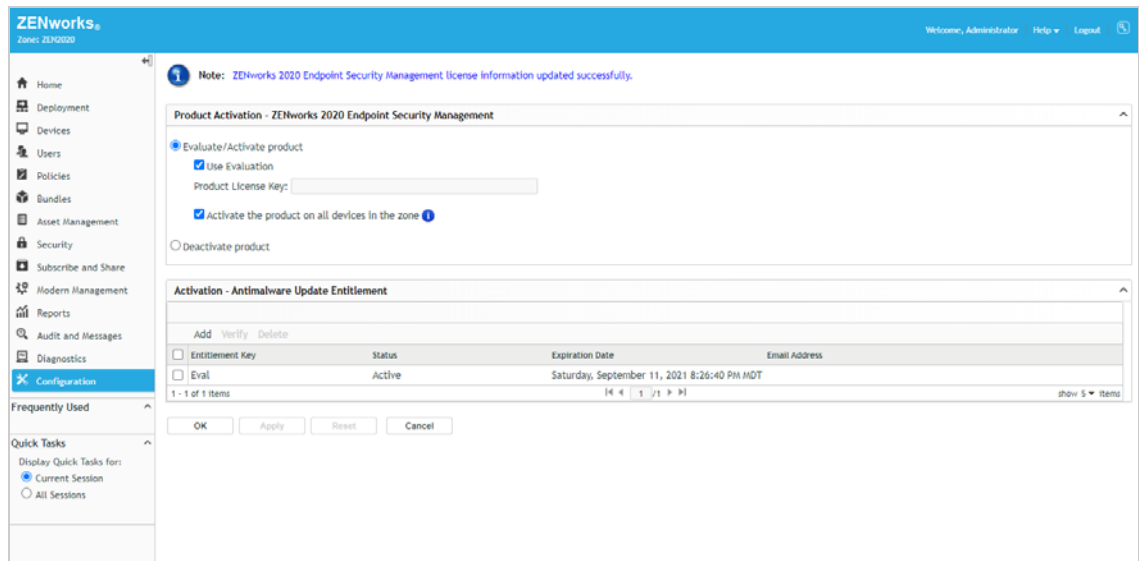 ZENworks®
Zone: ZEN2020
Welcome, Administrator Help Logout
Home
Deployment
Devices
Users
Policies
Bundles
Asset Management
Security
Subscribe and Share
Modern Management
Reports
Audit and Messages
Diagnostics
Configuration
Frequently Used
Quick Tasks
Display Quick Tasks for:
Current Session
All Sessions
Note: ZENworks 2020 Endpoint Security Management license information updated successfully.
Product Activation - ZENworks 2020 Endpoint Security Management
Evaluate/Activate product
Use Evaluation
Product License Key:
Activate the product on all devices in the zone
Deactivate product
Activation - Antimalware Update Entitlement
Add Verify Delete
Entitlement Key Status Expiration Date Email Address
Eval Active Saturday, September 11, 2021 8:26:40 PM MDT
1 - 1 of 1 items 1 /1 show 5 items
OK Apply Reset Cancel